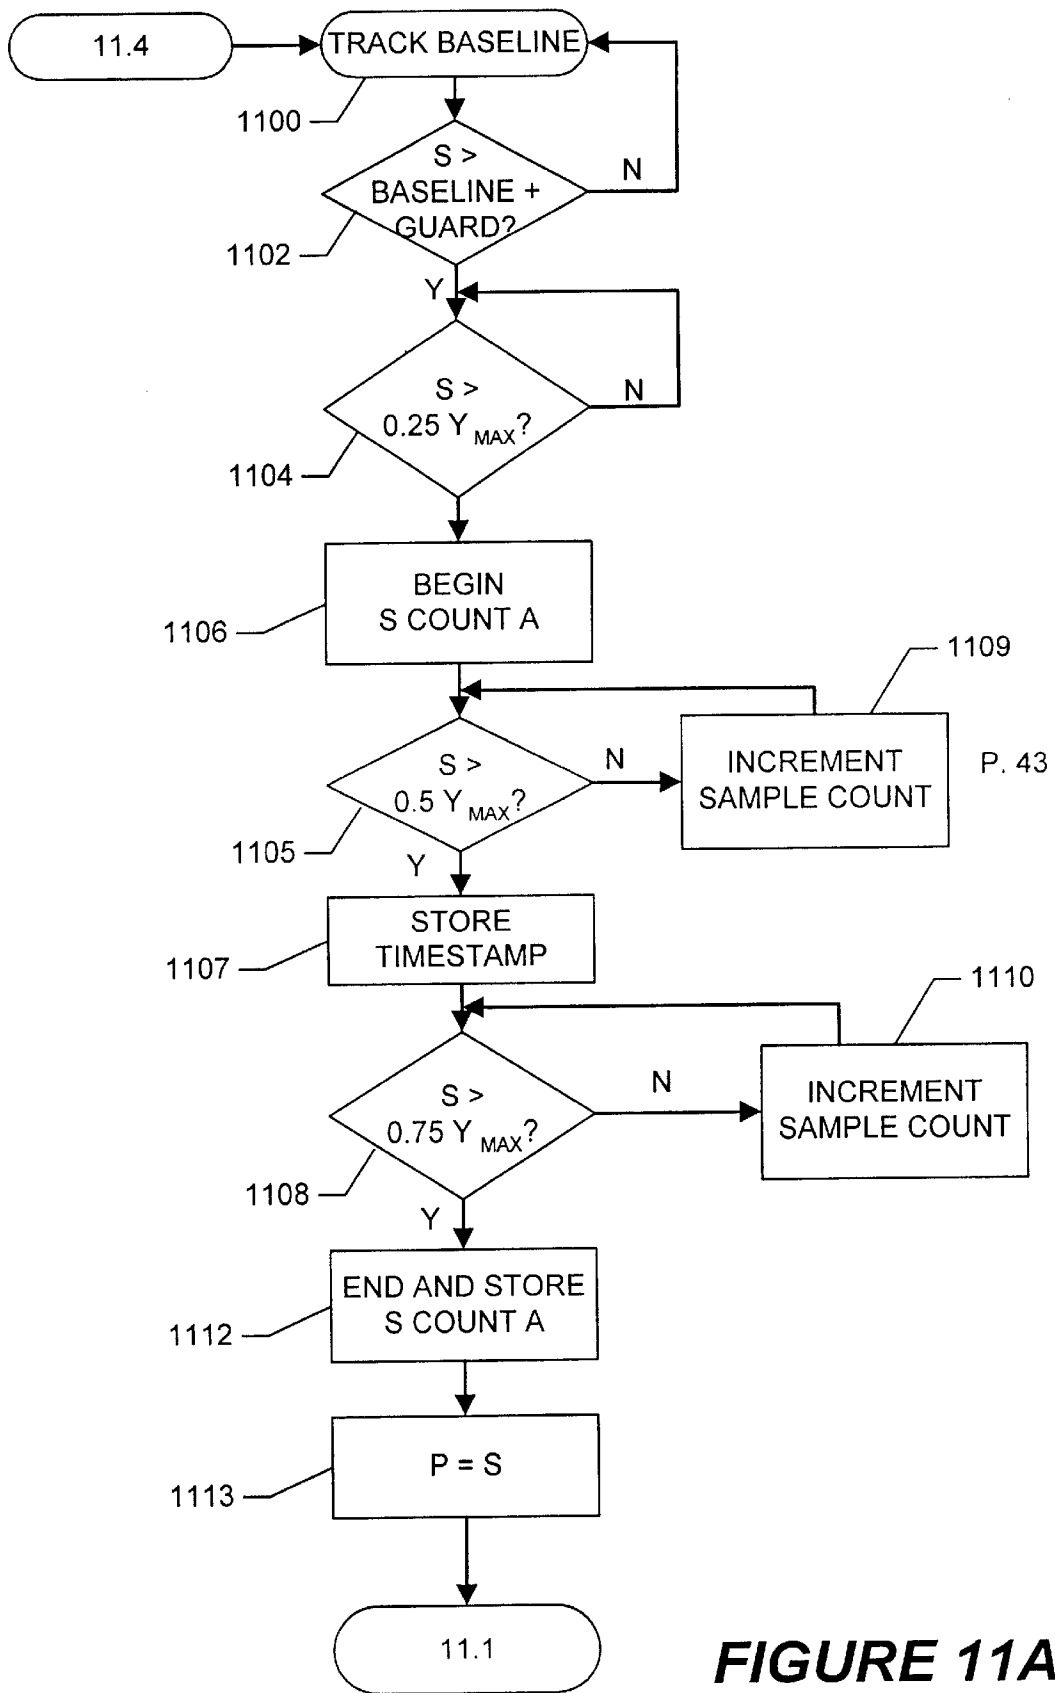 11.4
TRACK BASELINE
1100
S >
BASELINE +
GUARD?
N
1102
Y
S >
0.25 Y MAX?
N
1104
BEGIN
S COUNT A
1106
1109
S >
0.5 Y MAX?
N
INCREMENT
SAMPLE COUNT
P. 43
1105
Y
STORE
TIMESTAMP
1107
1110
S >
0.75 Y MAX?
N
INCREMENT
SAMPLE COUNT
1108
Y
END AND STORE
S COUNT A
1112
P = S
1113
11.1
FIGURE 11A